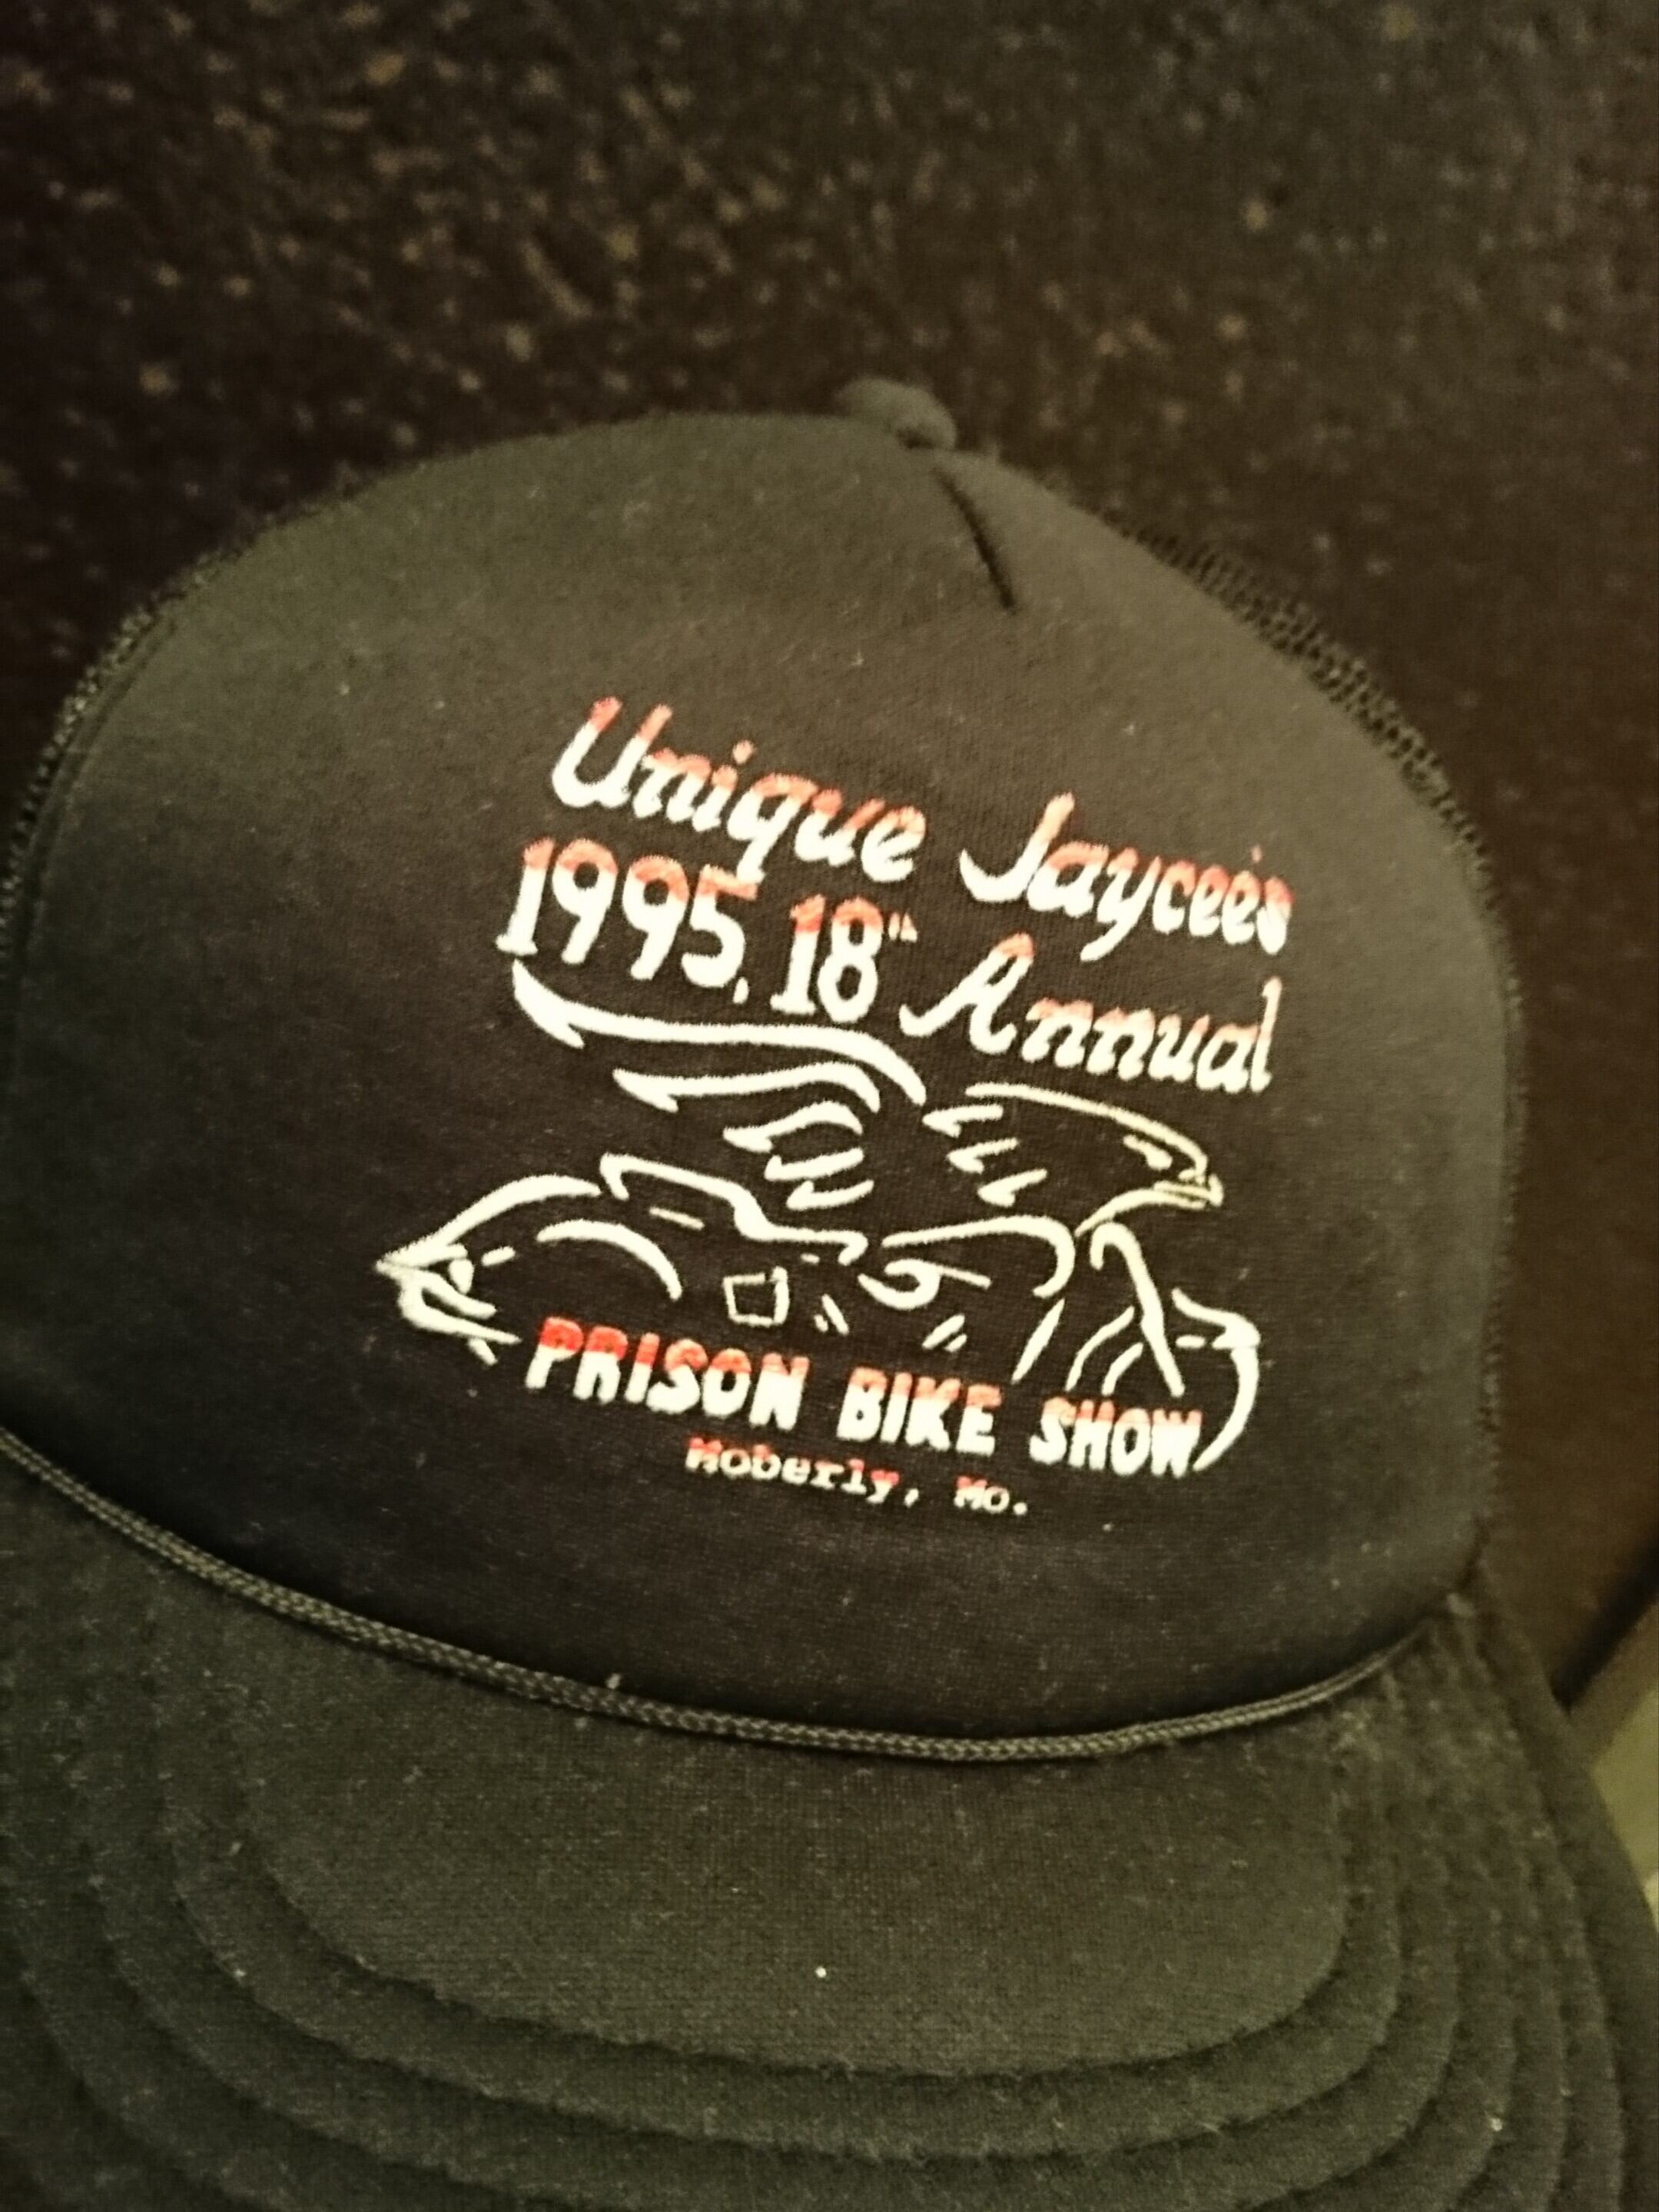 Unique Jaycee's
1995, 18th Annual
PRISON BIKE SHOW
Moberly, Mo.